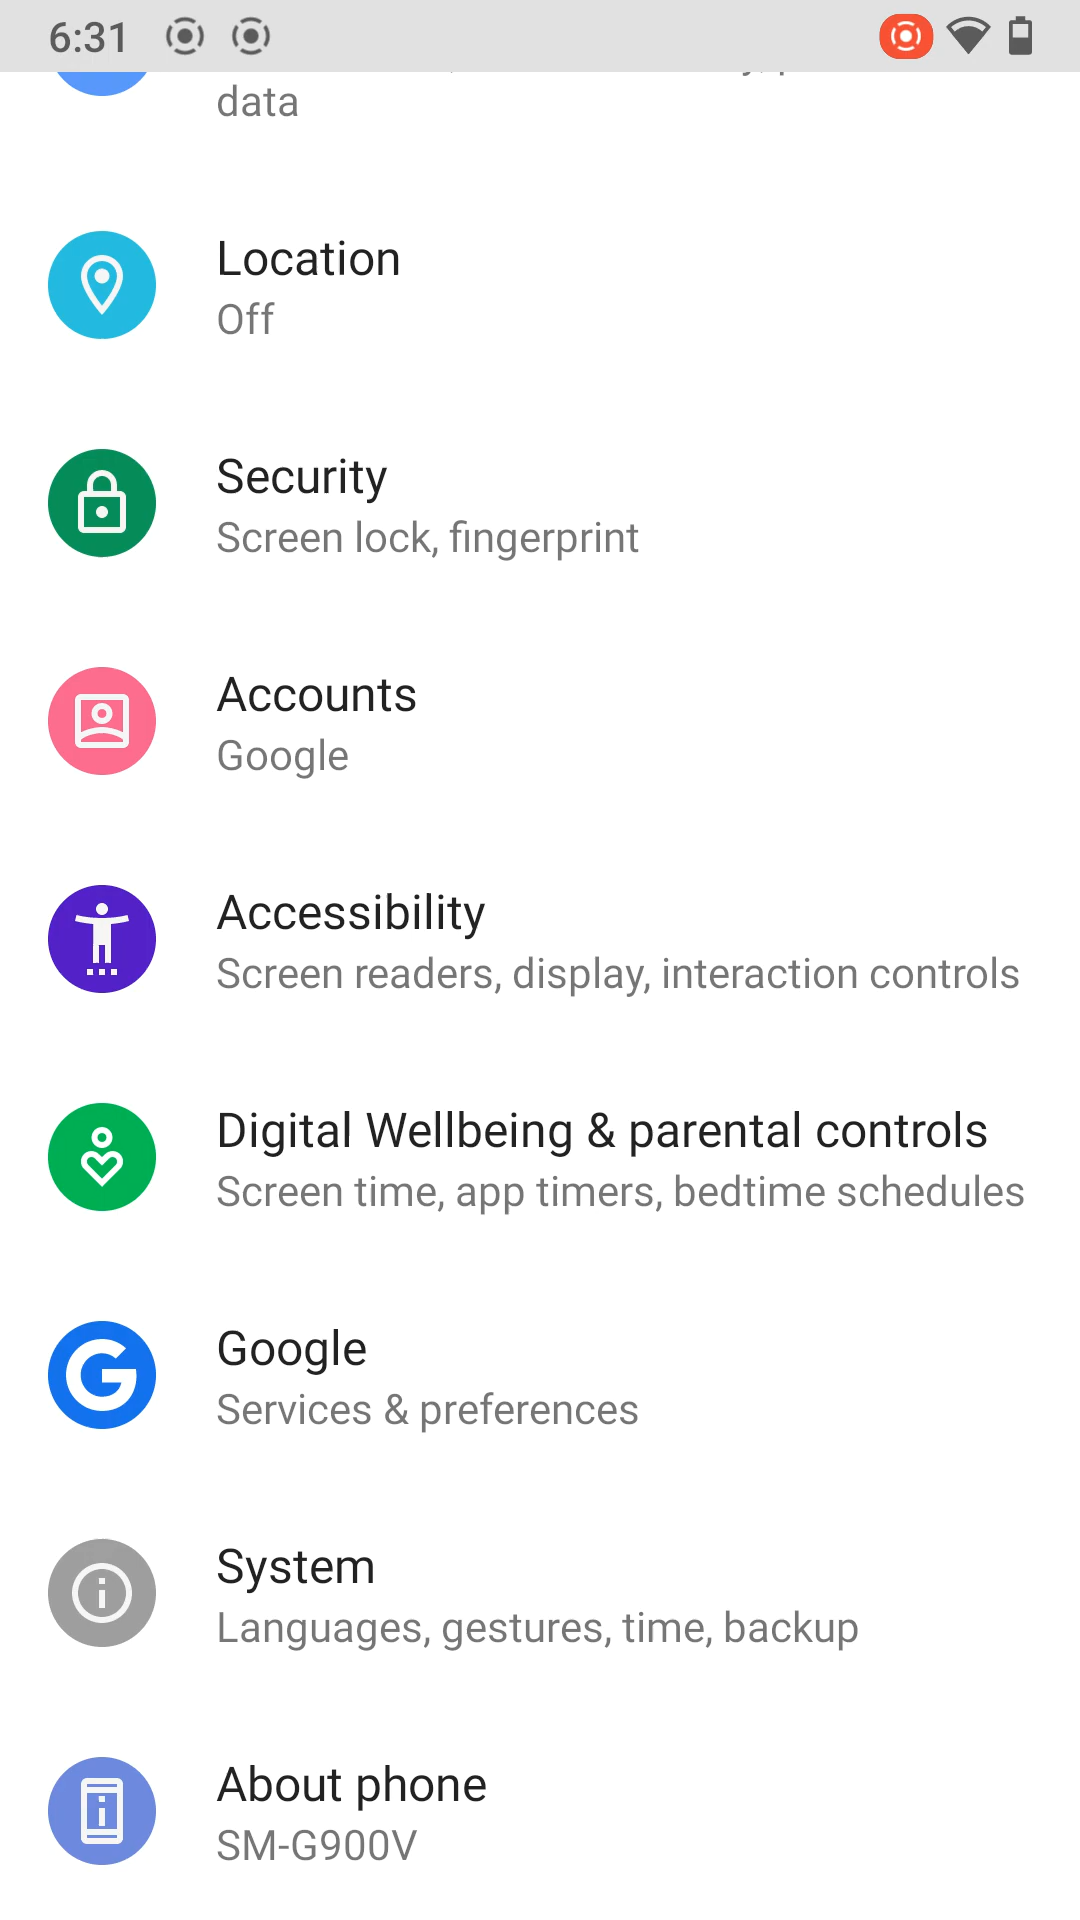 6:31
data
Location
Off
Security
Screen lock, fingerprint
Accounts
Google
Accessibility
Screen readers, display, interaction controls
Digital Wellbeing & parental controls
Screen time, app timers, bedtime schedules
Google
Services & preferences
System
Languages, gestures, time, backup
About phone
SM-G900V